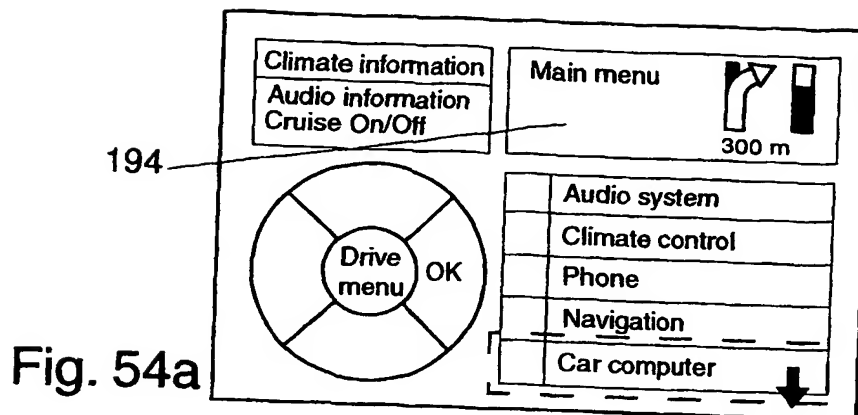 Climate information
Audio information
Cruise On/Off
Main menu
300 m
194
Drive
menu
OK
Audio system
Climate control
Phone
Navigation
Car computer
Fig. 54a